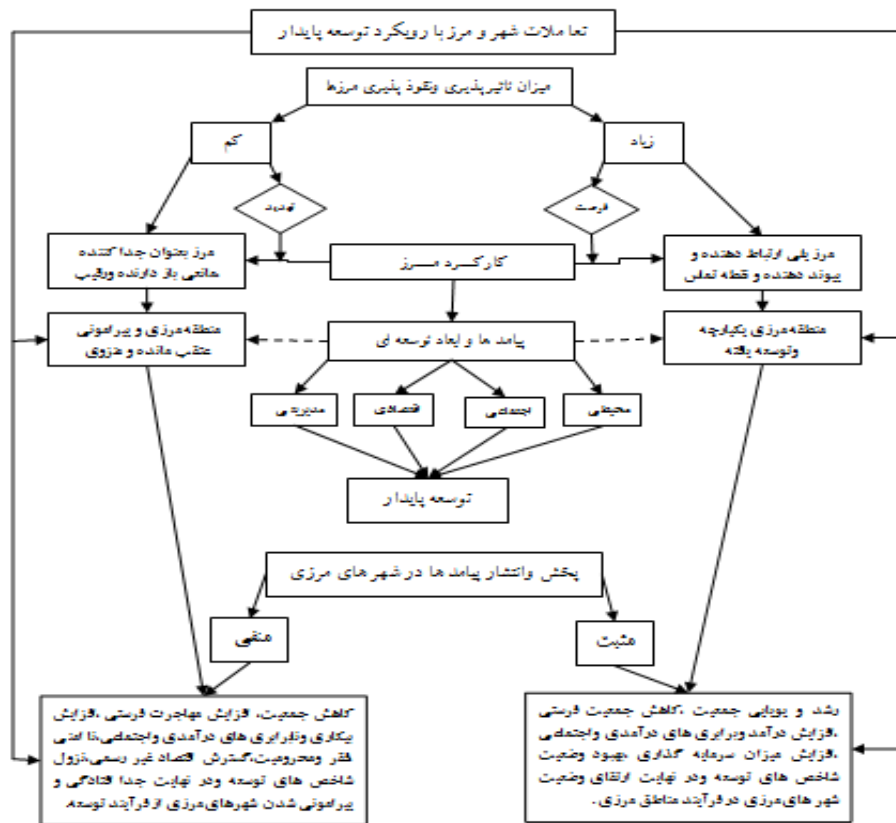 تعاملات شهر و مرز با رویکرد توسعه پایدار
میزان تاثیرپذیری ونفوذ پذیری مرزها
کم
زیاد
تهدید
فرصت
مرز بعنوان جدا کننده
مانعی باز دارنده ورقیب
کارکرد مرز
مرز پلی ارتباط دهنده و
پیوند دهنده و قطه تماس
منطقه مرزی و پیرامونی
عقب مانده و منزوی
پیامد ها و ابعاد توسعه ای
منطقه مرزی یکپارچه
وتوسعه یافته
مدیریتی
اقتصادی
اجتماعی
محیطی
توسعه پایدار
پخش وانتشار پیامد ها در شهر های مرزی
منفی
مثبت
کاهش جمعیت، افزایش مهاجرت فرستی ،افزایش
بیکاری ونابرابری های درآمدی واجتماعی،نا امنی
فقر ومحرومیت،گسترش اقتصاد غیر رسمی،نزول
شاخص های توسعه ودر نهایت جدا افتادگی و
پیرامونی شدن شهرهای مرزی از فرآیند توسعه.
رشد و پویایی جمعیت ،کاهش جمعیت فرستی
،افزایش درآمد وبرابری های درآمدی واجتماعی
،افزایش میزان سرمایه گذاری ،بهبود وضعیت
شاخص های توسعه ودر نهایت ارتقای وضعیت
شهر های مرزی در فرآیند مناطق مرزی .